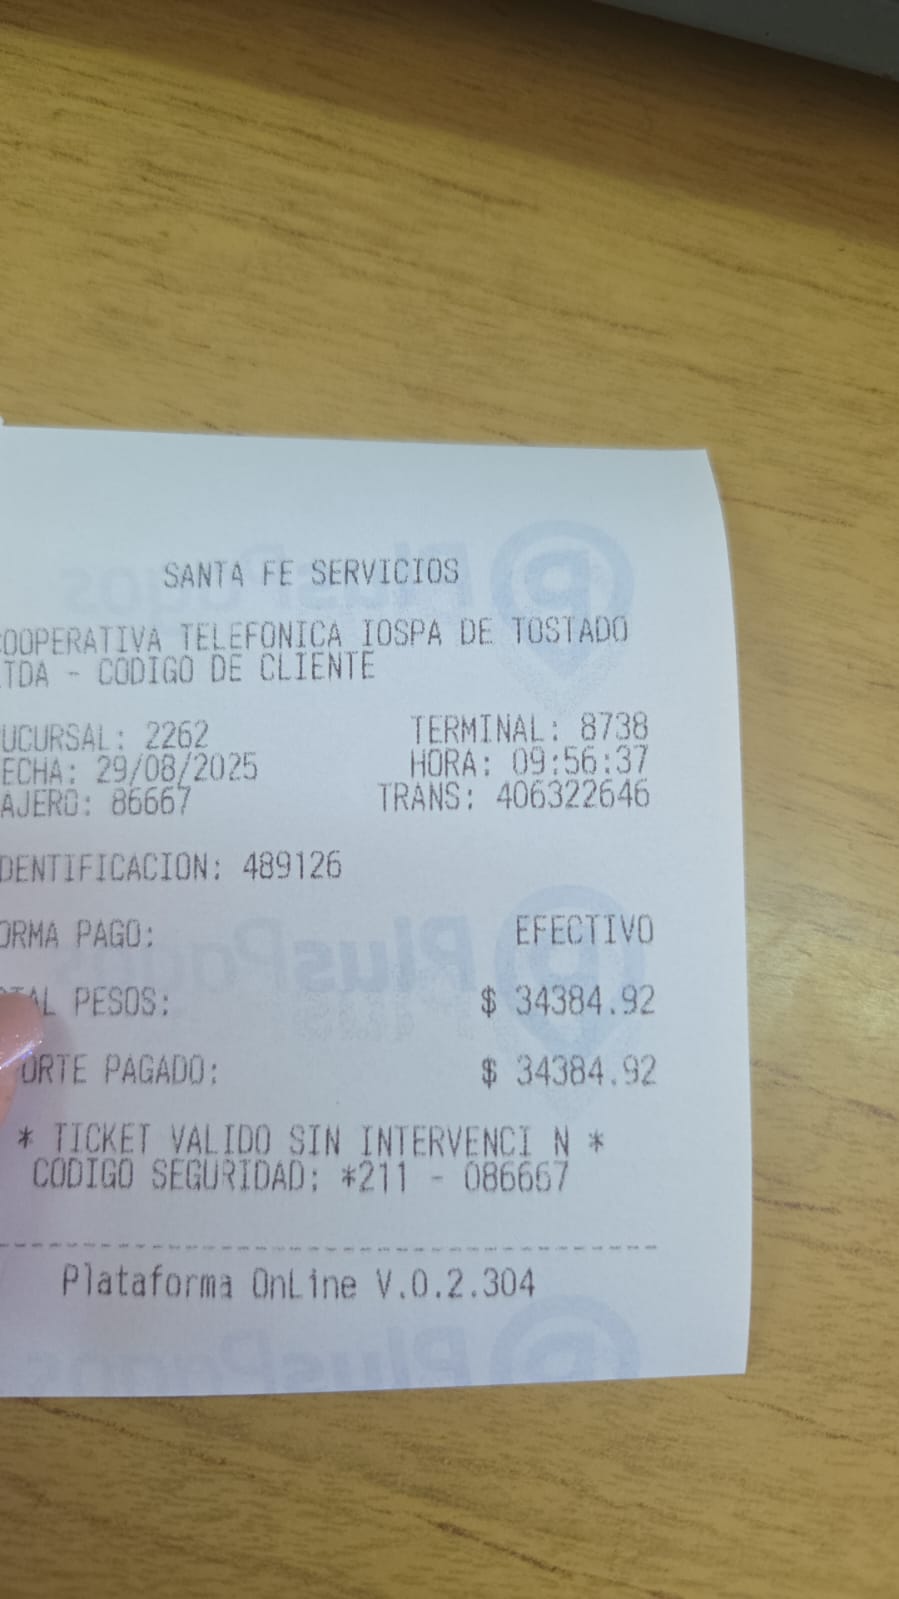 SANTA FE SERVICIOS
OOPERATIVA TELEFONICA IOSPA DE TOSTADO
TDA - CODIGO DE CLIENTE
UCURSAL: 2262 TERMINAL: 8738
ECHA: 29/08/2025 HORA: 09:56:37
AJERO: 86667 TRANS: 406322646
DENTIFICACION: 489126
ORMA PAGO: EFECTIVO
TAL PESOS: $ 34384.92
ORTE PAGADO: $ 34384.92
* TICKET VALIDO SIN INTERVENCI N *
CODIGO SEGURIDAD: *211 - 086667
Plataforma OnLine V.0.2.304